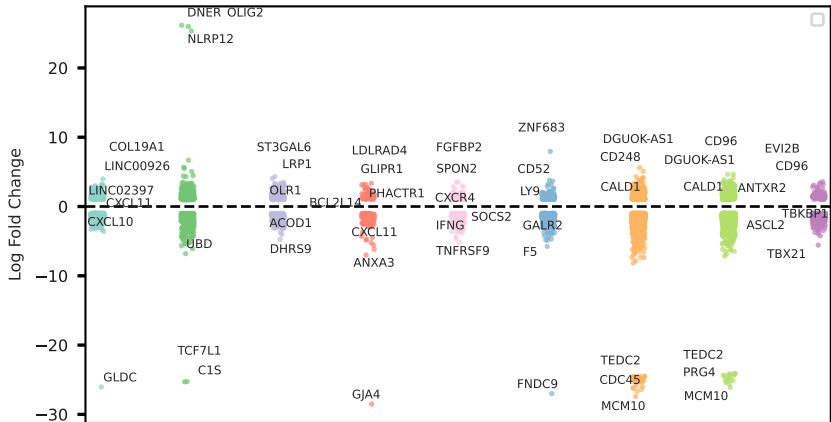 DNER OLIG2
NLRP12
20
ZNF683
10
COL19A1
ST3GAL6
LDLRAD4
FGFBP2
DGUOK-AS1
CD96
EVI2B
LINC00926
LRP1
GLIPR1
SPON2
CD52
CD248
DGUOK-AS1
CD96
LINC02397
OLR1
PHACTR1
CXCR4
LY9
CALD1
CALD1
ANTXR2
CXCL11
BCL2L14
0
CXCL10
ACOD1
CXCL11
IFNG
SOCS2
GALR2
ASCL2
TBKBP1
UBD
DHRS9
ANXA3
TNFRSF9
F5
TBX21
Log Fold Change
−10
−20
TCF7L1
C1S
GLDC
GJA4
FNDC9
TEDC2
CDC45
MCM10
TEDC2
PRG4
MCM10
−30